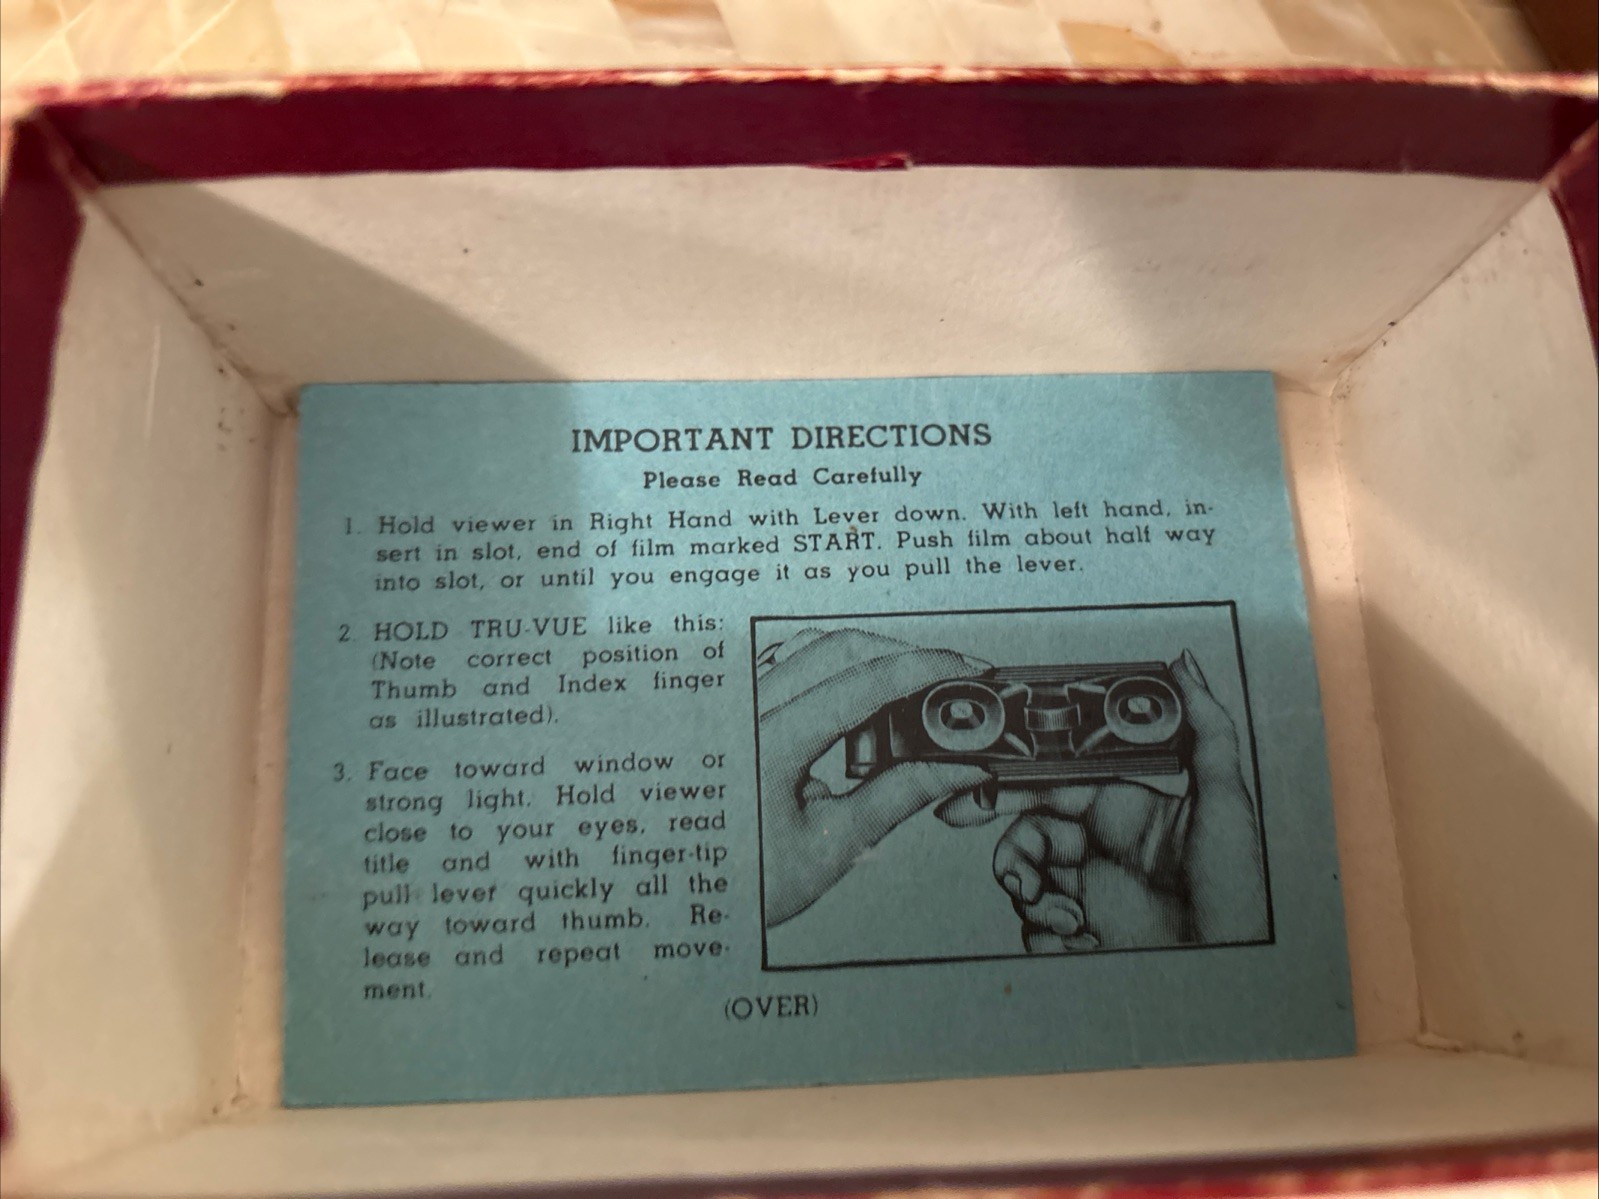 IMPORTANT DIRECTIONS
Please Read Carefully
1. Hold viewer in Right Hand with Lever down. With left hand, in-
sert in slot, end of film marked START. Push film about half way
into slot, or until you engage it as you pull the lever.
2. HOLD TRU-VUE like this:
(Note correct position of
Thumb and Index finger
as illustrated).
3. Face toward window or
strong light. Hold viewer
close to your eyes, read
title and with finger-tip
pull lever quickly all the
way toward thumb. Re-
lease and repeat move-
ment.
(OVER)